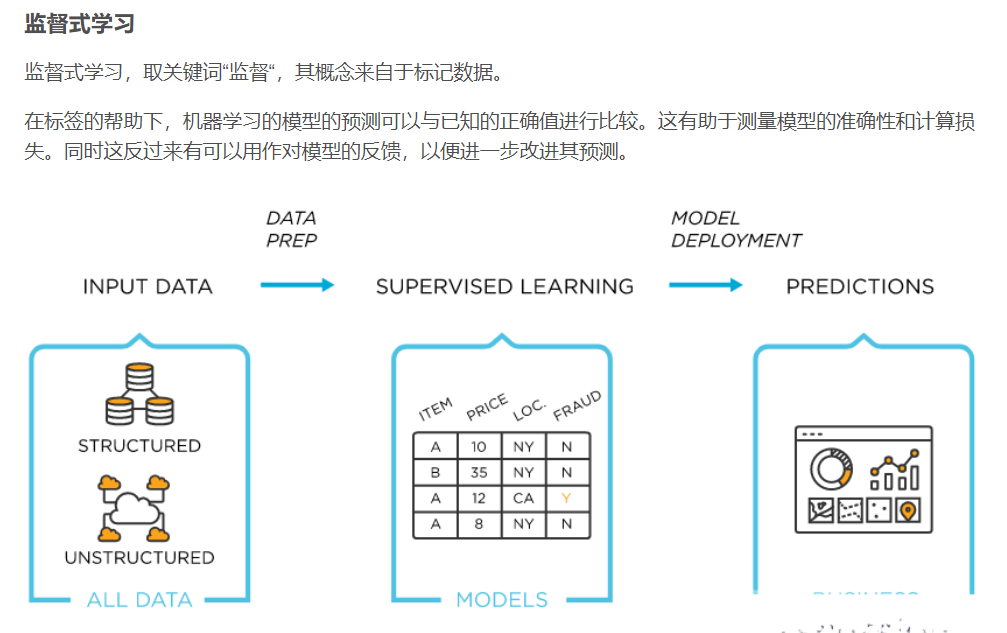 监督式学习
监督式学习，取关键词“监督“，其概念来自于标记数据。
在标签的帮助下，机器学习的模型的预测可以与已知的正确值进行比较。这有助于测量模型的准确性和计算损
失。同时这反过来有可以用作对模型的反馈，以便进一步改进其预测。
DATA
PREP
MODEL
DEPLOYMENT
INPUT DATA
SUPERVISED LEARNING
PREDICTIONS
STRUCTURED
UNSTRUCTURED
ALL DATA
ITEM PRICE LOC. FRAUD
A 10 NY N
B 35 NY N
A 12 CA Y
A 8 NY N
MODELS